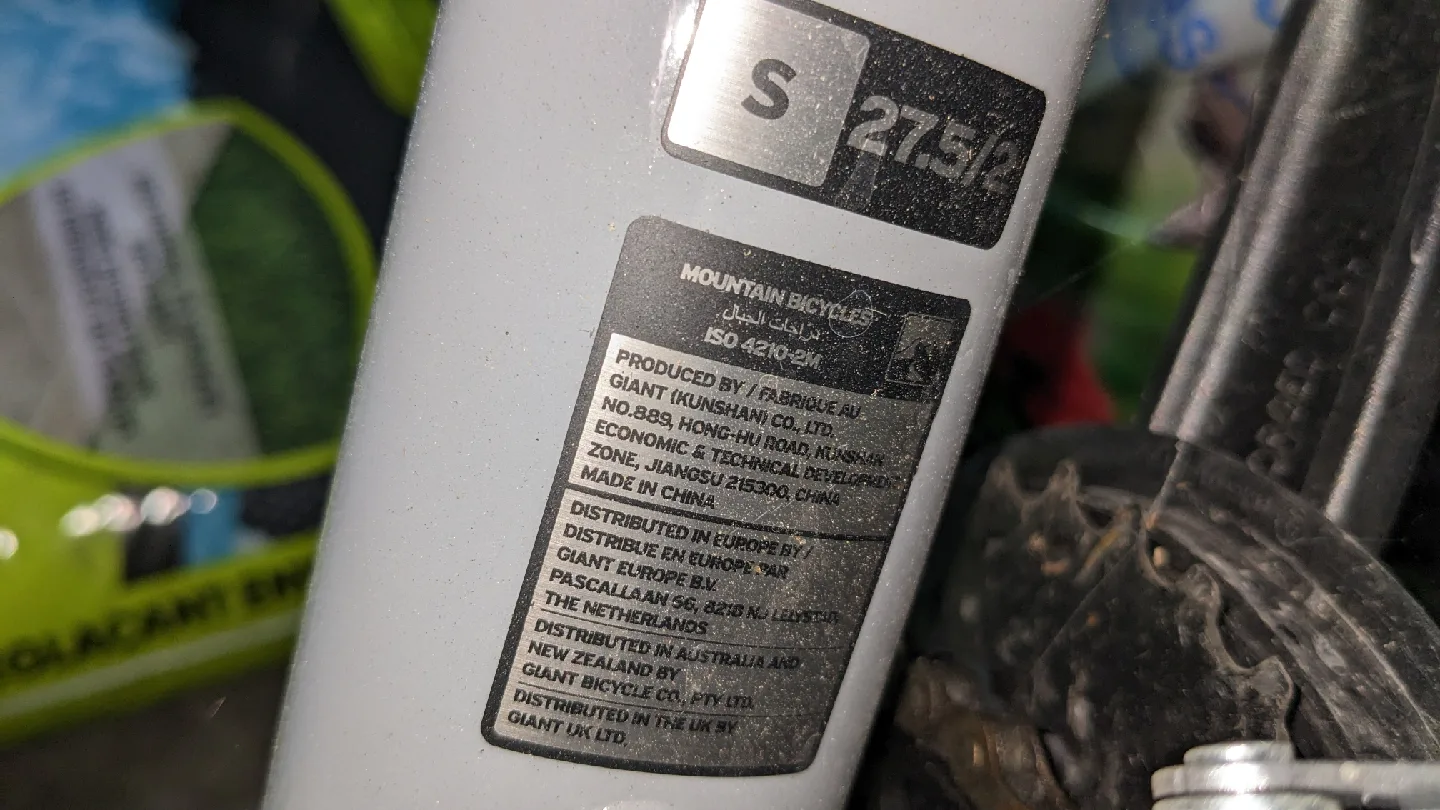 S
27.5/2
MOUNTAIN BICYCLES
دراجات الجبال
ISO 4210-2M
PRODUCED BY / FABRIQUE AU
GIANT (KUNSHAN) CO., LTD.
NO.889, HONG-HU ROAD, KUNSHAN
ECONOMIC & TECHNICAL DEVELOPMENT
ZONE, JIANGSU 215300, CHINA
MADE IN CHINA
DISTRIBUTED IN EUROPE BY /
DISTRIBUE EN EUROPE PAR
GIANT EUROPE B.V.
PASCALLAAN 56, 8218 NJ LELYSTAD
THE NETHERLANDS
DISTRIBUTED IN AUSTRALIA AND
NEW ZEALAND BY
GIANT BICYCLE CO., PTY LTD.
DISTRIBUTED IN THE UK BY
GIANT UK LTD.